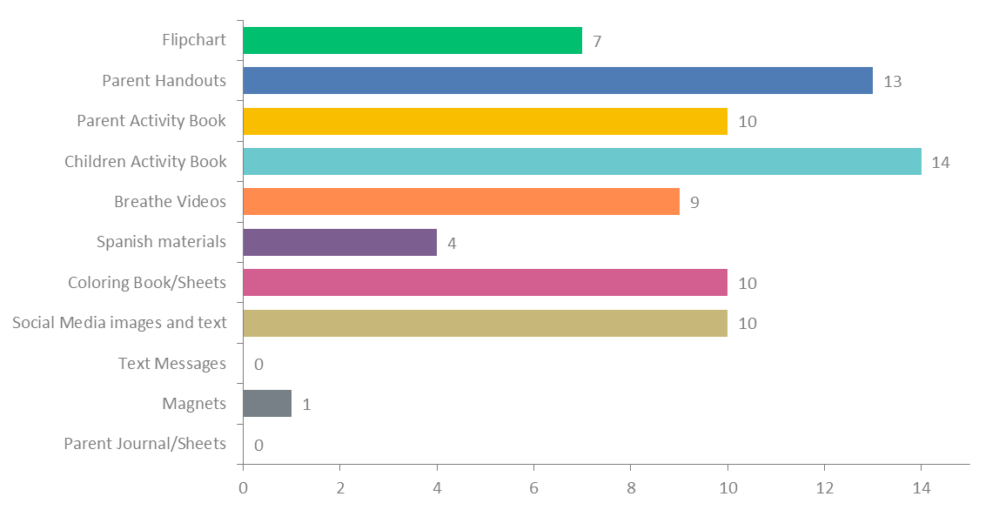 Flipchart 7
Parent Handouts 13
Parent Activity Book 10
Children Activity Book 14
Breathe Videos 9
Spanish materials 4
Coloring Book/Sheets 10
Social Media images and text 10
Text Messages 0
Magnets 1
Parent Journal/Sheets 0
0 2 4 6 8 10 12 14